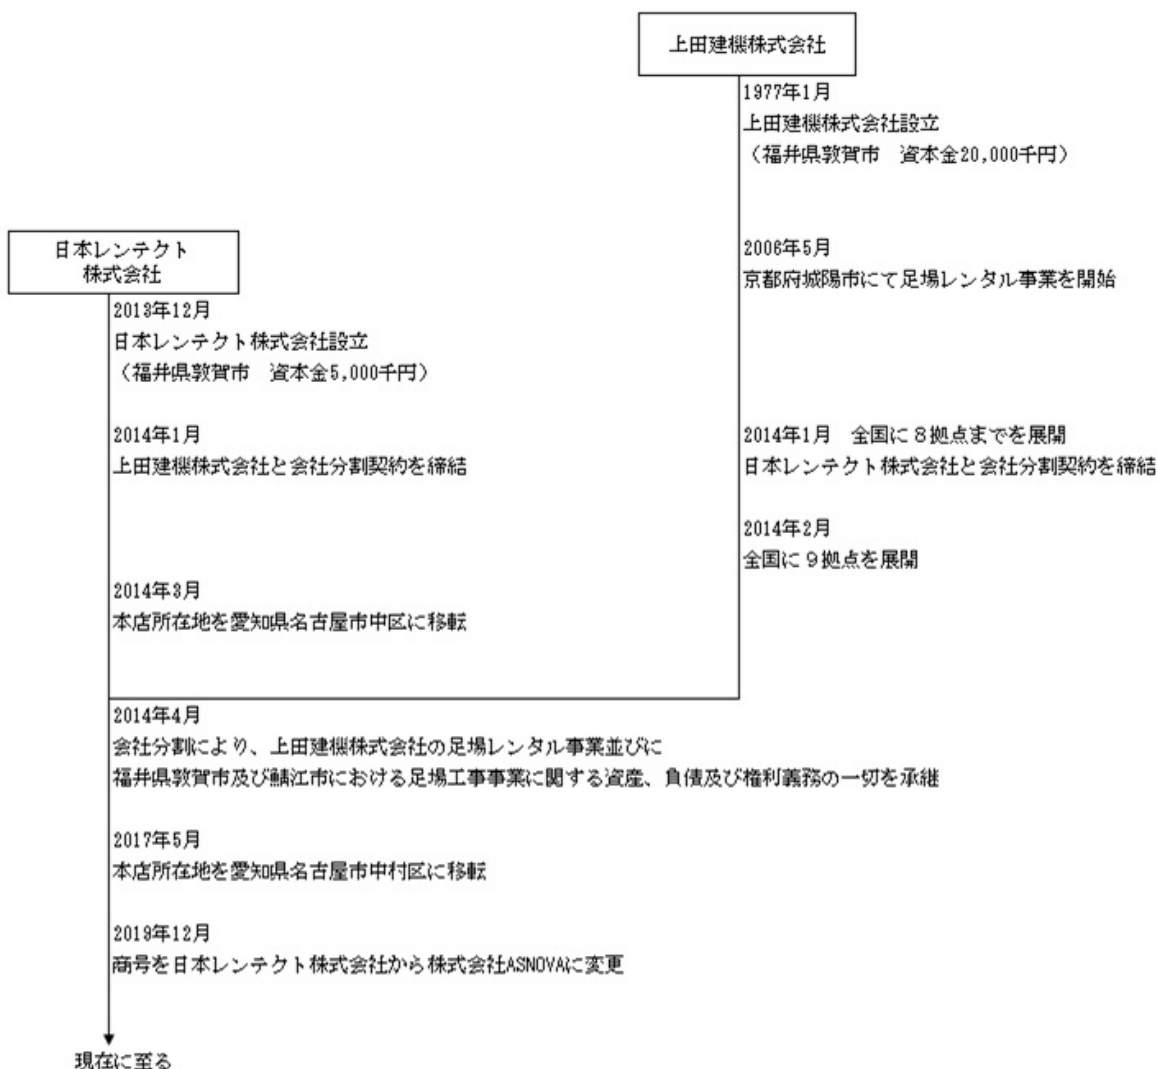 上田建機株式会社
1977年1月
上田建機株式会社設立
（福井県敦賀市　資本金20,000千円）
2006年5月
京都府城陽市にて足場レンタル事業を開始
日本レンテクト
株式会社
2013年12月
日本レンテクト株式会社設立
（福井県敦賀市　資本金5,000千円）
2014年1月
上田建機株式会社と会社分割契約を締結
2014年1月　全国に８拠点までを展開
日本レンテクト株式会社と会社分割契約を締結
2014年2月
全国に９拠点を展開
2014年3月
本店所在地を愛知県名古屋市中区に移転
2014年4月
会社分割により、上田建機株式会社の足場レンタル事業並びに
福井県敦賀市及び鯖江市における足場工事事業に関する資産、負債及び権利義務の一切を承継
2017年5月
本店所在地を愛知県名古屋市中村区に移転
2019年12月
商号を日本レンテクト株式会社から株式会社ASNOVAに変更
現在に至る